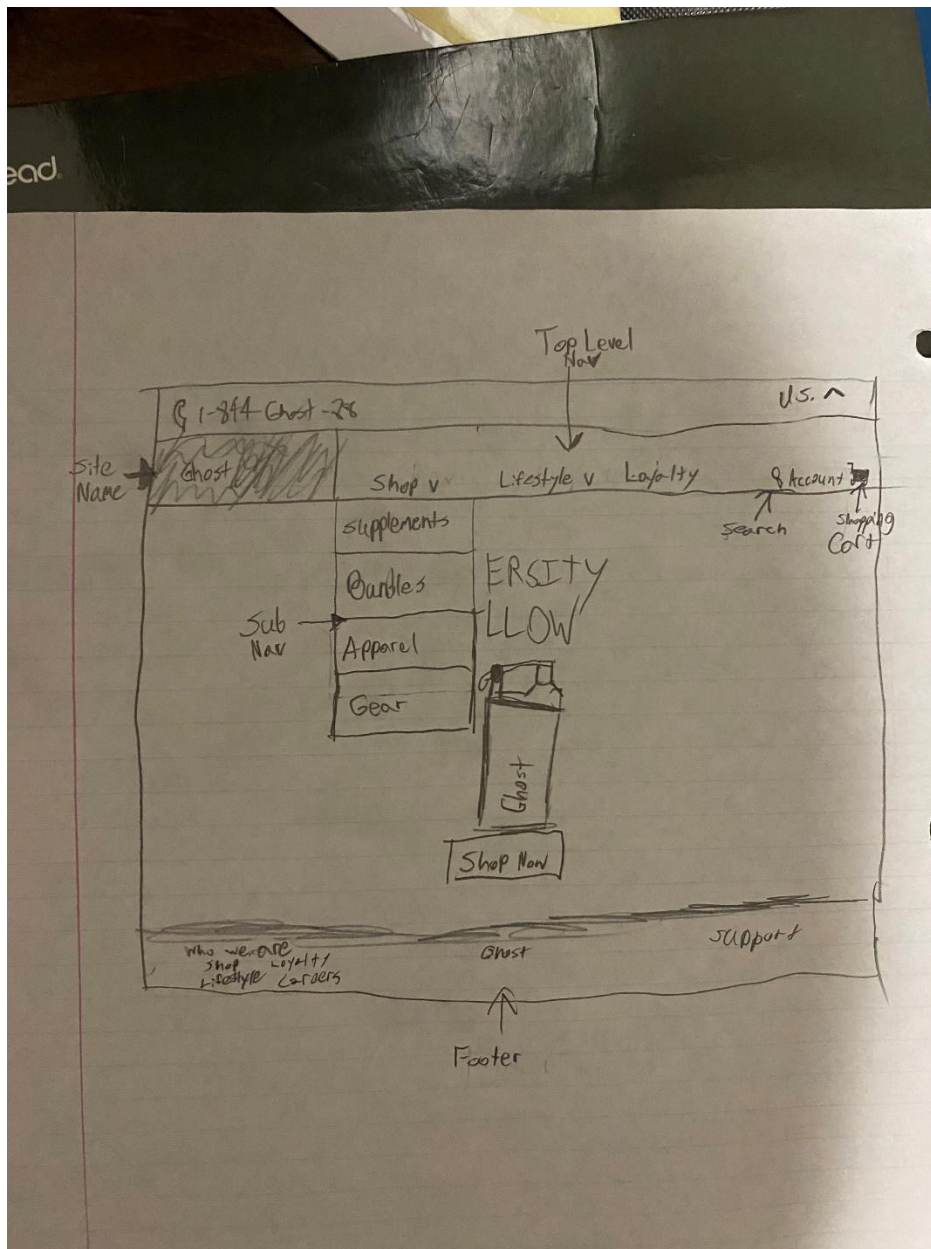 ead
Top Level
Nav
1-844-Ghost-28
U.S. ^
Site
Name
Ghost
Shop v
Lifestyle v
Loyalty
Account
Search
Shopping
Cart
Supplements
Bundles
Apparel
Gear
Sub
Nav
ERSITY
LLOW
Ghost
Shop Now
who we are
Shop Loyalty
Lifestyle Careers
Ghost
Support
Footer